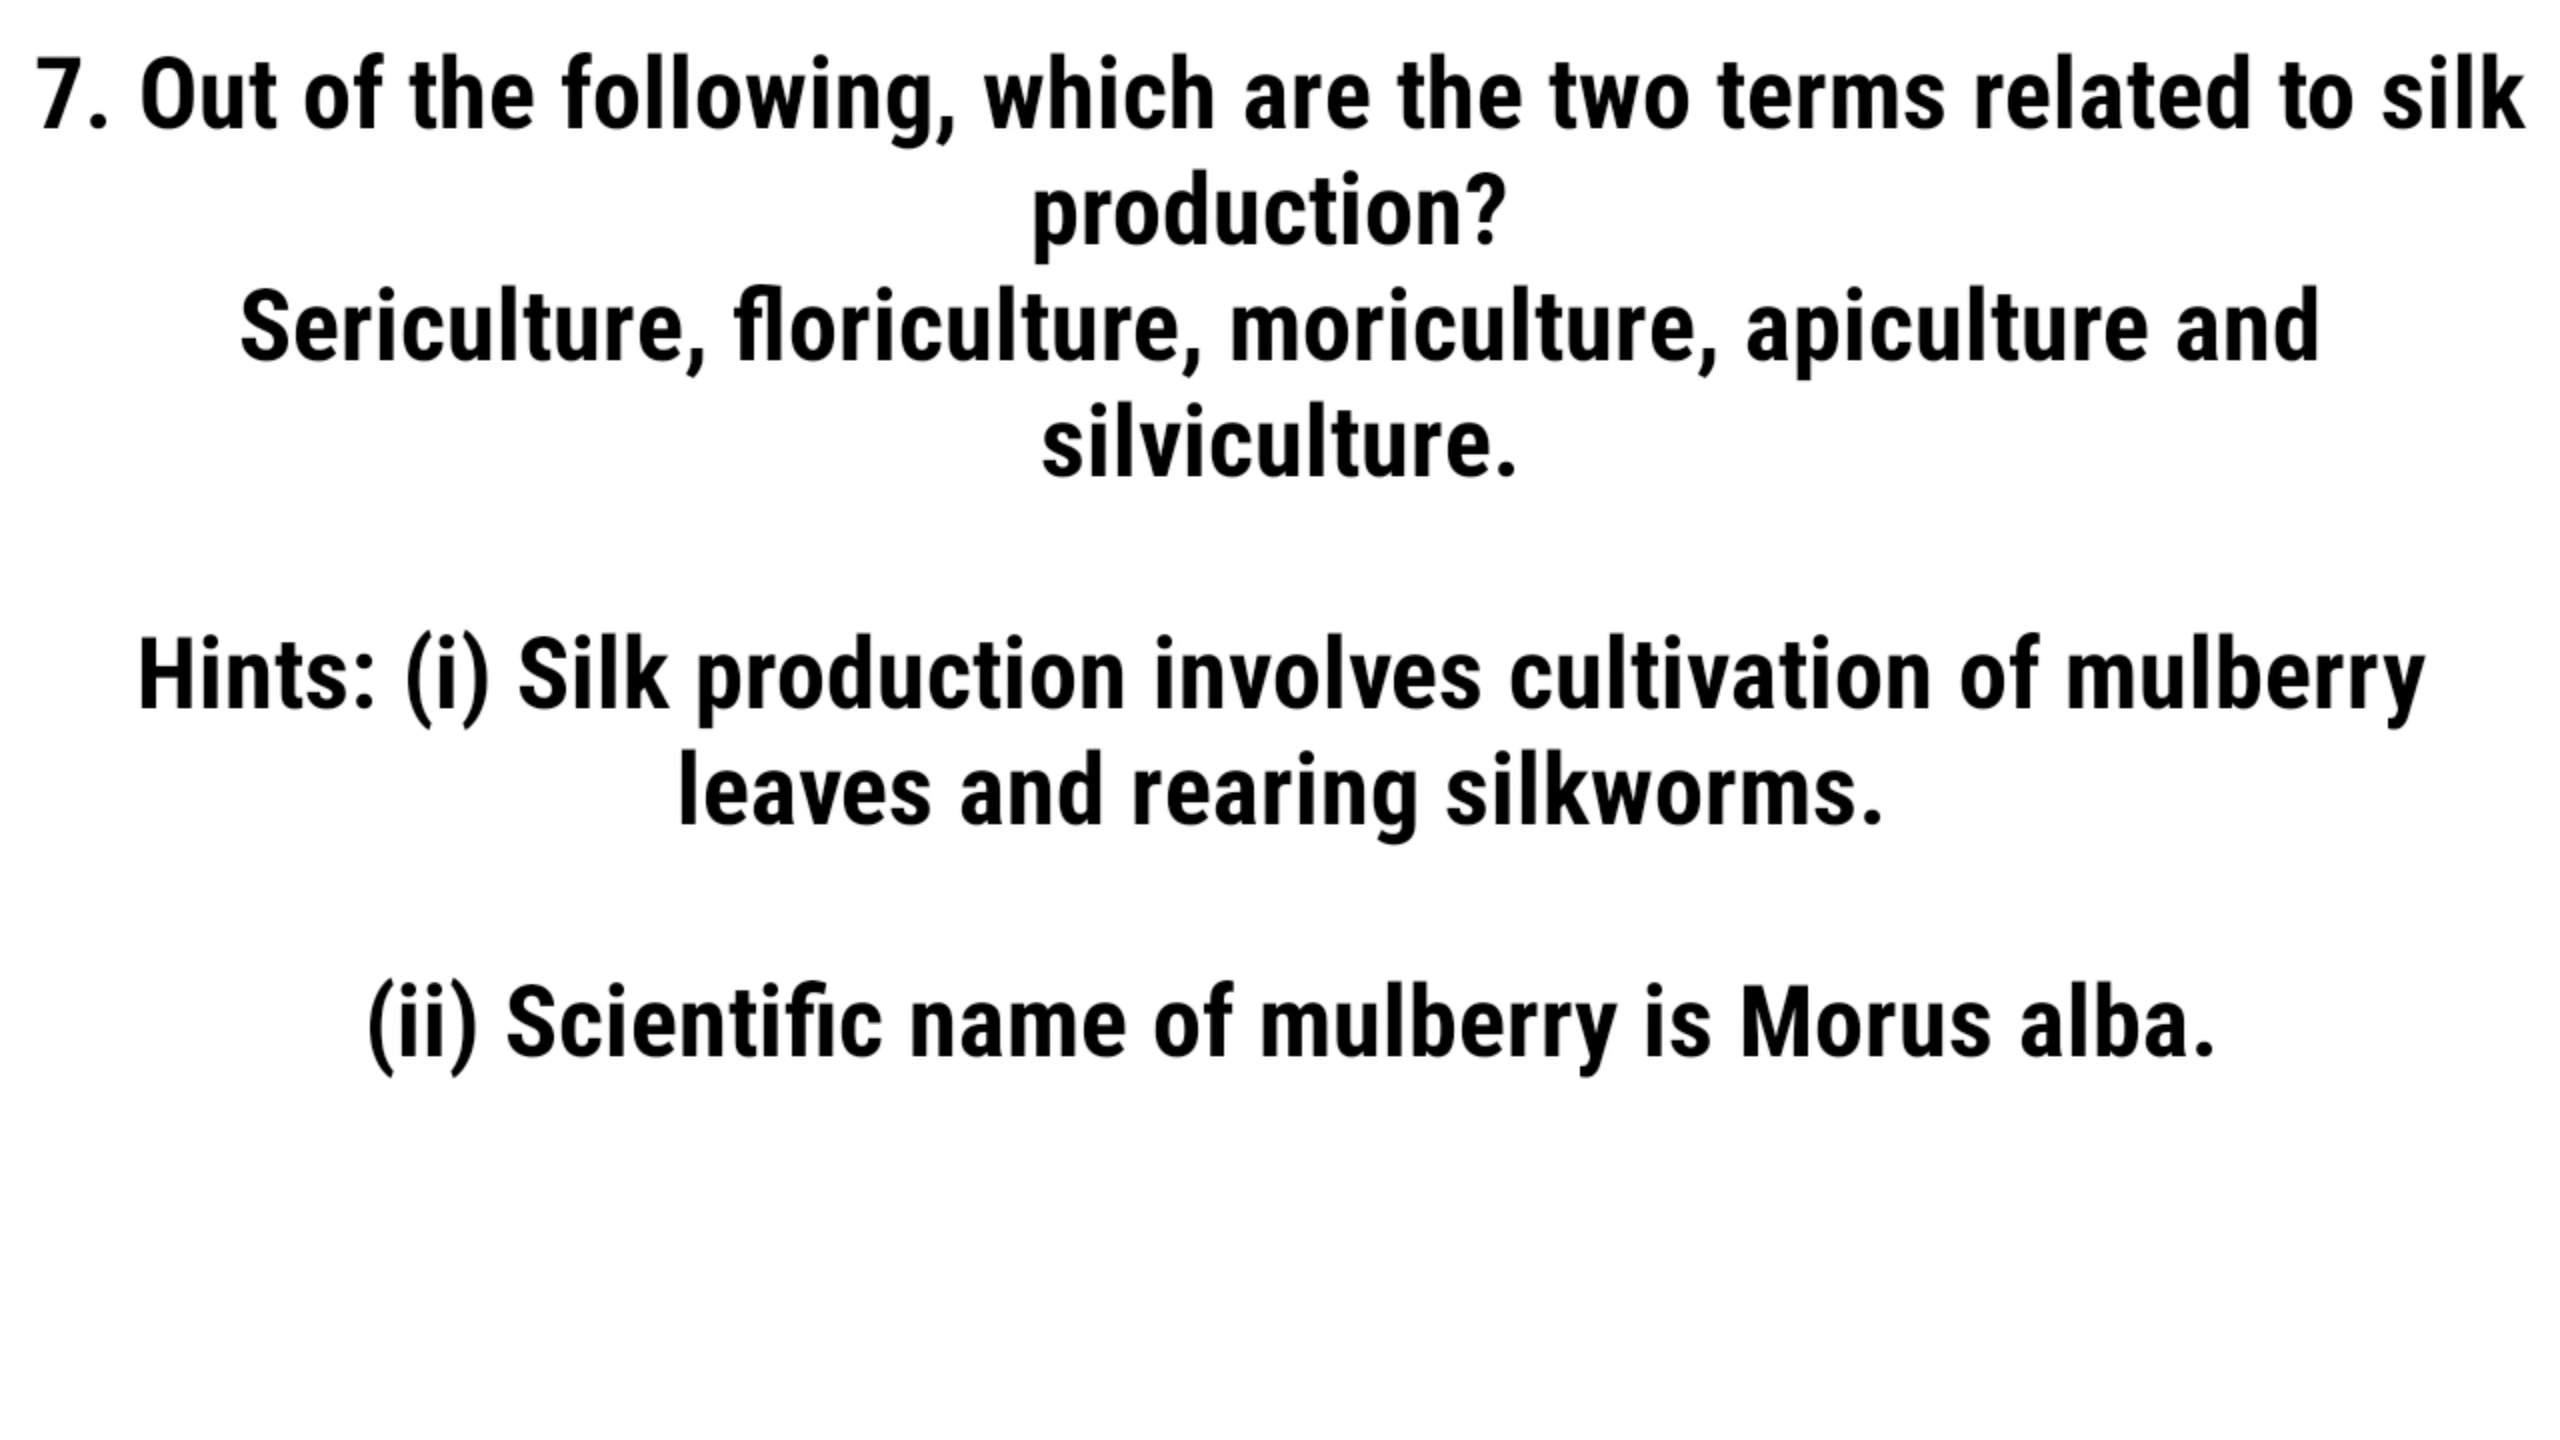 7. Out of the following, which are the two terms related to silk
production?
Sericulture, floriculture, moriculture, apiculture and
silviculture.
Hints: (i) Silk production involves cultivation of mulberry
leaves and rearing silkworms.
(ii) Scientific name of mulberry is Morus alba.